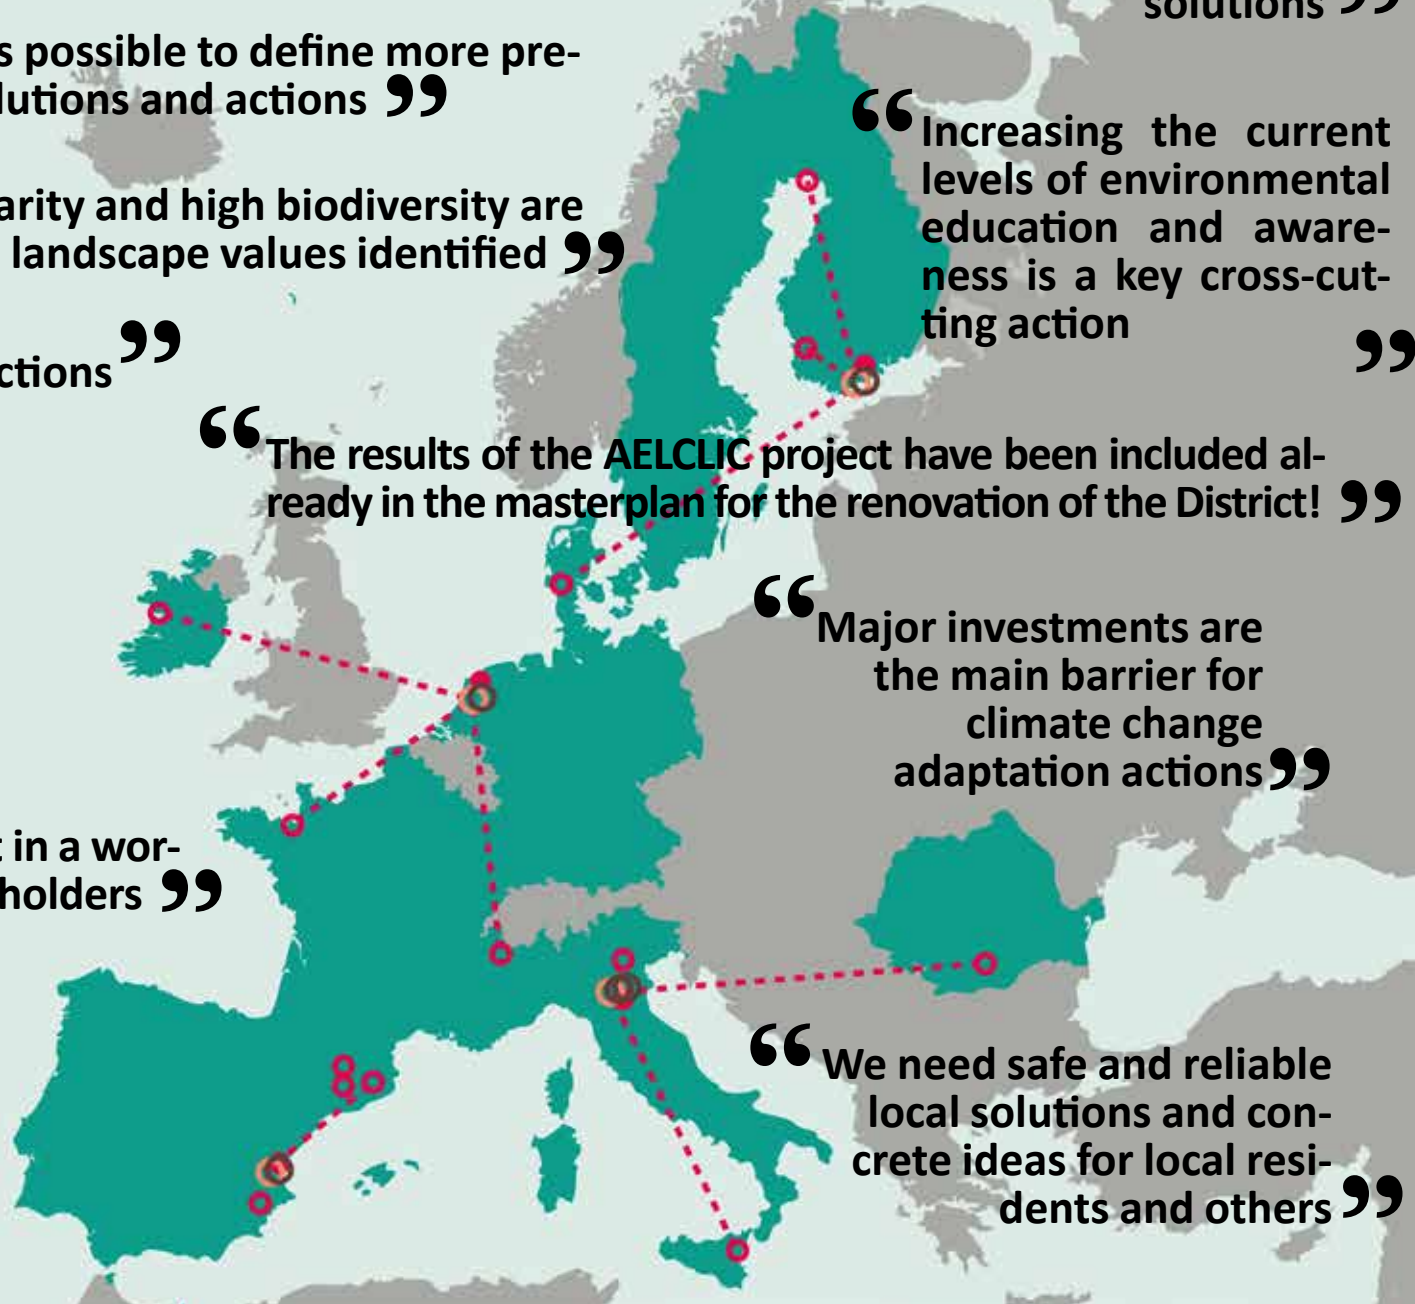 solutions ”
s possible to define more pre-
lutions and actions ”
“ Increasing the current
levels of environmental
education and aware-
ness is a key cross-cut-
ting action ”
arity and high biodiversity are
landscape values identified ”
ctions ”
“ The results of the AELCLIC project have been included al-
ready in the masterplan for the renovation of the District! ”
“ Major investments are
the main barrier for
climate change
adaptation actions ”
t in a wor-
holders ”
“ We need safe and reliable
local solutions and con-
crete ideas for local resi-
dents and others ”